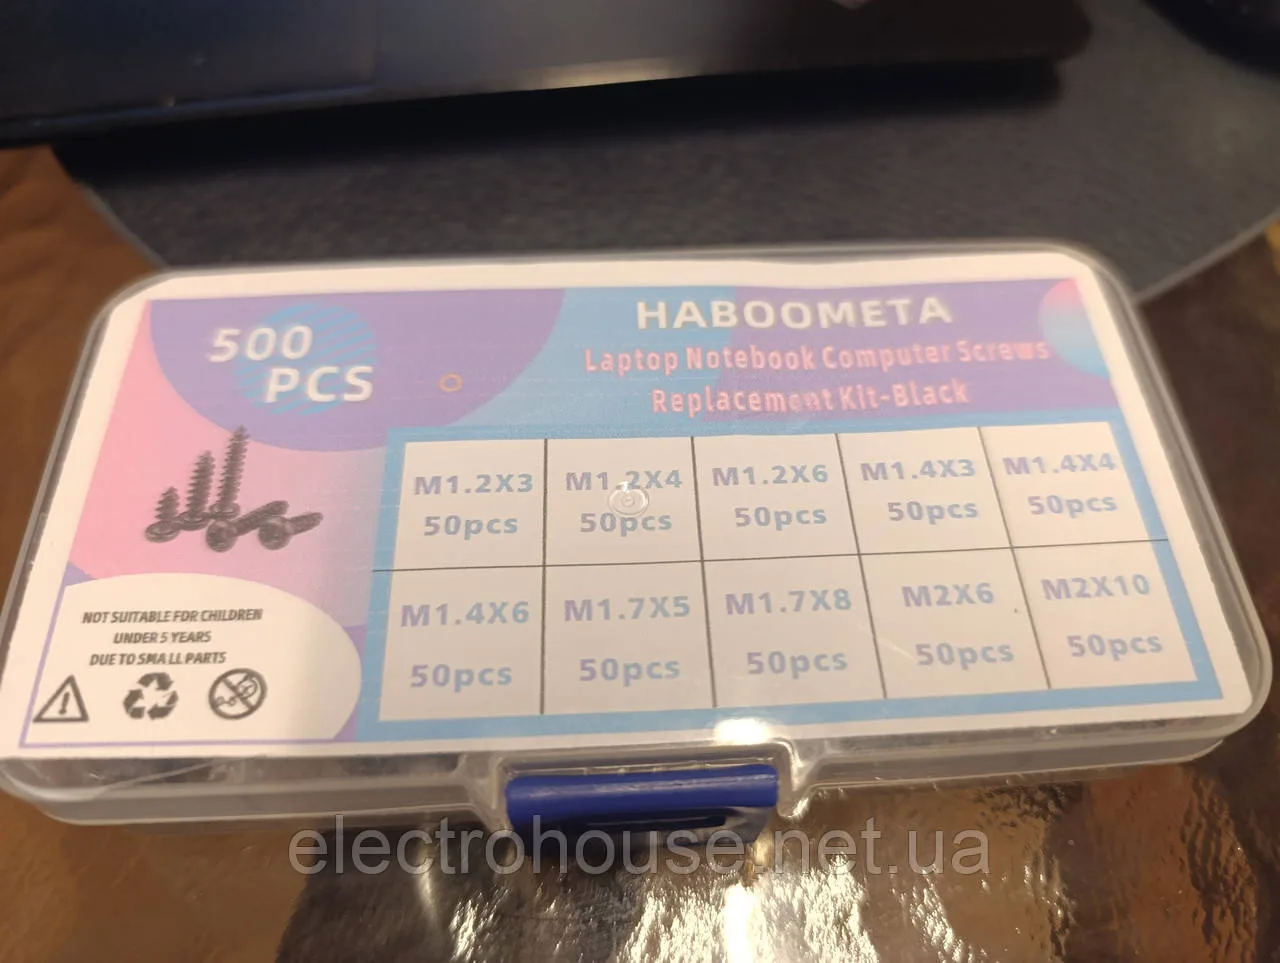 500
PCS
HABOOMETA
Laptop Notebook Computer Screws
Replacement Kit-Black
M1.2X3
50pcs
M1.2X4
50pcs
M1.2X6
50pcs
M1.4X3
50pcs
M1.4X4
50pcs
M1.4X6
50pcs
M1.7X5
50pcs
M1.7X8
50pcs
M2X6
50pcs
M2X10
50pcs
NOT SUITABLE FOR CHILDREN
UNDER 5 YEARS
DUE TO SMALL PARTS
electrohouse.net.ua